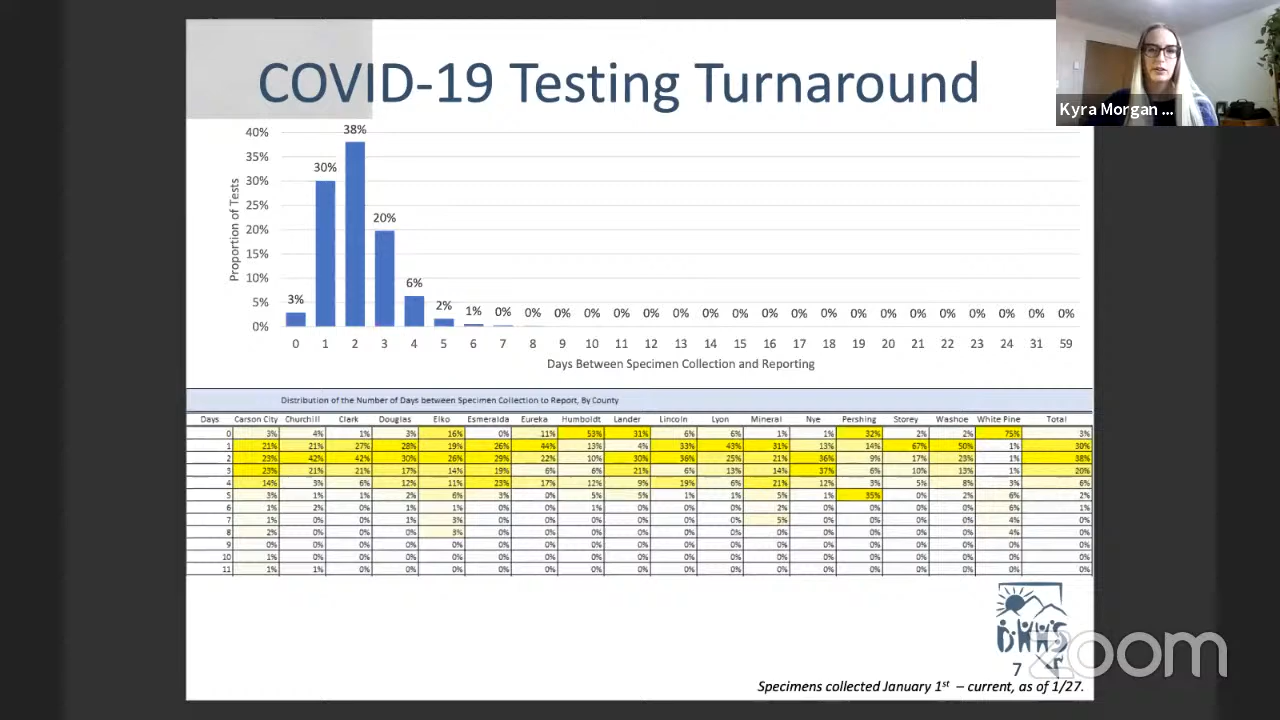 COVID-19 Testing Turnaround
Kyra Morgan ...
Proportion of Tests
40%
35%
30%
25%
20%
15%
10%
5%
0%
3% 30% 38% 20% 6% 2% 1% 0% 0% 0% 0% 0% 0% 0% 0% 0% 0% 0% 0% 0% 0% 0% 0% 0% 0% 0% 0%
0 1 2 3 4 5 6 7 8 9 10 11 12 13 14 15 16 17 18 19 20 21 22 23 24 31 59
Days Between Specimen Collection and Reporting
Distribution of the Number of Days between Specimen Collection to Report, By County
Days Carson City Churchill Clark Douglas Elko Esmeralda Eureka Humboldt Lander Lincoln Lyon Mineral Nye Pershing Storey Washoe White Pine Total
0 3% 4% 1% 3% 16% 0% 11% 53% 31% 6% 6% 1% 1% 32% 2% 2% 75% 3%
1 21% 21% 27% 28% 19% 26% 44% 13% 4% 33% 43% 31% 13% 14% 67% 50% 1% 30%
2 23% 42% 42% 30% 26% 29% 22% 10% 30% 36% 25% 21% 36% 9% 17% 23% 1% 38%
3 23% 21% 21% 17% 14% 19% 6% 6% 21% 6% 13% 14% 37% 6% 10% 13% 1% 20%
4 14% 3% 6% 12% 11% 23% 17% 12% 9% 19% 6% 21% 12% 3% 5% 8% 3% 6%
5 3% 1% 1% 2% 6% 3% 0% 5% 5% 1% 1% 5% 1% 35% 0% 2% 6% 2%
6 1% 2% 0% 1% 1% 0% 0% 1% 0% 0% 0% 2% 0% 0% 0% 0% 6% 1%
7 1% 0% 0% 1% 3% 0% 0% 0% 0% 0% 0% 5% 0% 0% 0% 0% 4% 0%
8 2% 0% 0% 0% 3% 0% 0% 0% 0% 0% 0% 0% 0% 0% 0% 0% 4% 0%
9 0% 0% 0% 0% 0% 0% 0% 0% 0% 0% 0% 0% 0% 0% 0% 0% 0% 0%
10 1% 0% 0% 0% 0% 0% 0% 0% 0% 0% 0% 0% 0% 0% 0% 0% 0% 0%
11 1% 1% 0% 0% 0% 0% 0% 0% 0% 0% 0% 0% 0% 0% 0% 0% 0% 0%
DHHS
zoom
7
Specimens collected January 1st – current, as of 1/27.